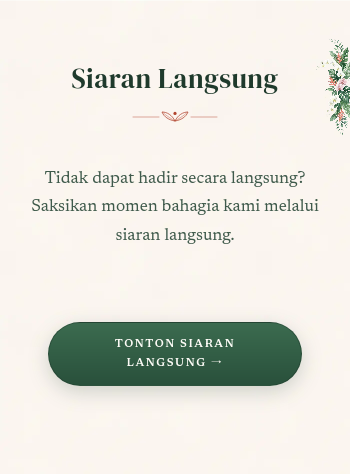 Siaran Langsung
Tidak dapat hadir secara langsung?
Saksikan momen bahagia kami melalui
siaran langsung.
TONTON SIARAN
LANGSUNG →